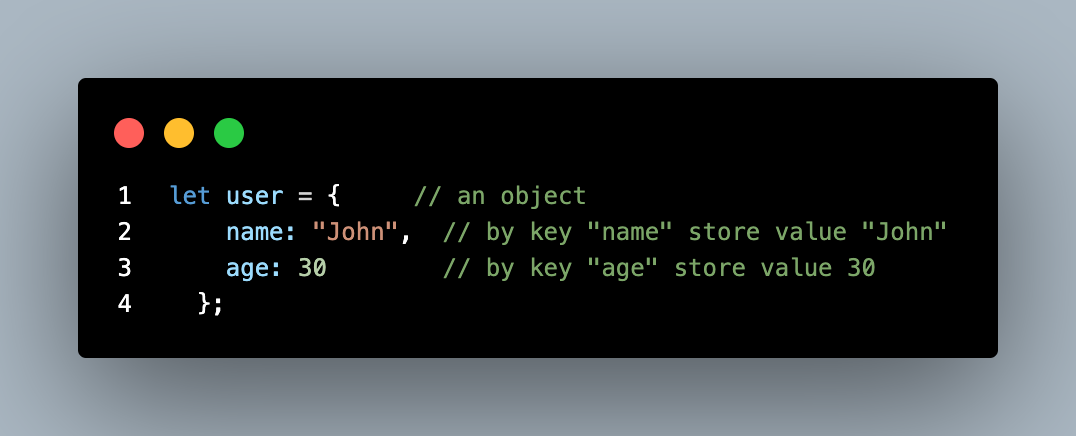 1 let user = {     // an object
2     name: "John",  // by key "name" store value "John"
3     age: 30        // by key "age" store value 30
4   };